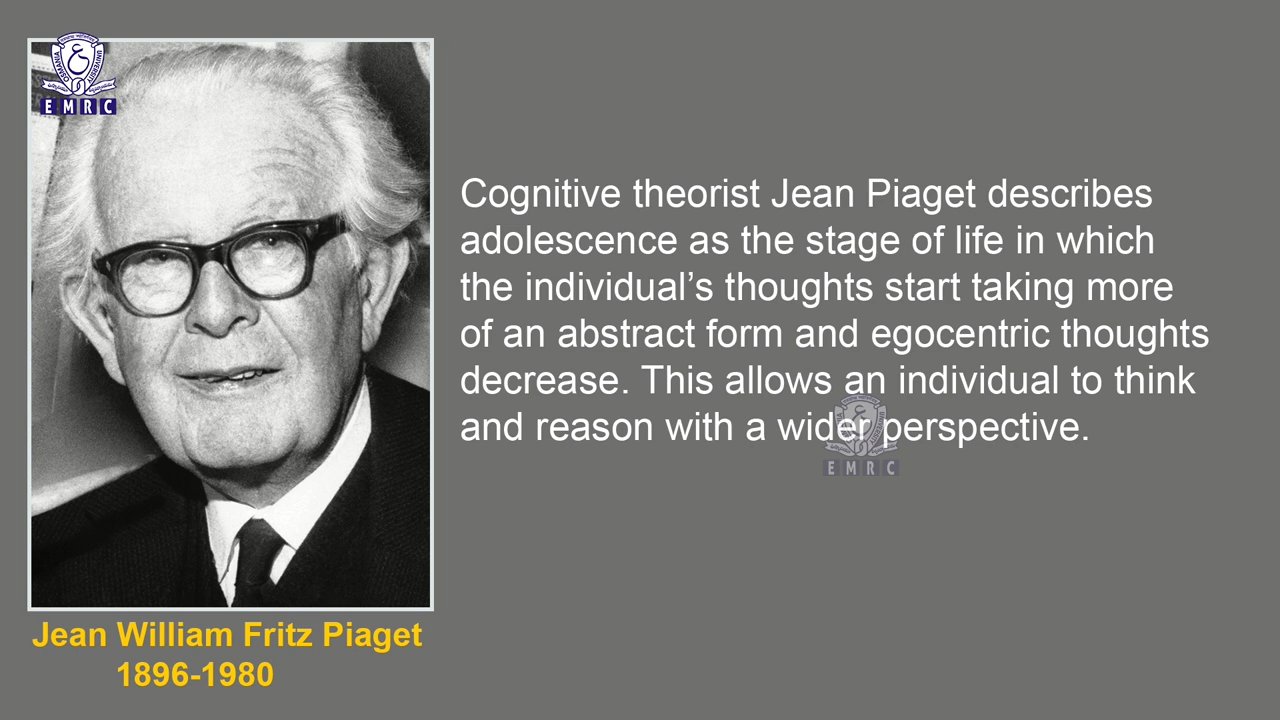 OSMANIA
UNIVERSITY
EMRC
Cognitive theorist Jean Piaget describes
adolescence as the stage of life in which
the individual’s thoughts start taking more
of an abstract form and egocentric thoughts
decrease. This allows an individual to think
and reason with a wider perspective.
EMRC
Jean William Fritz Piaget
1896-1980